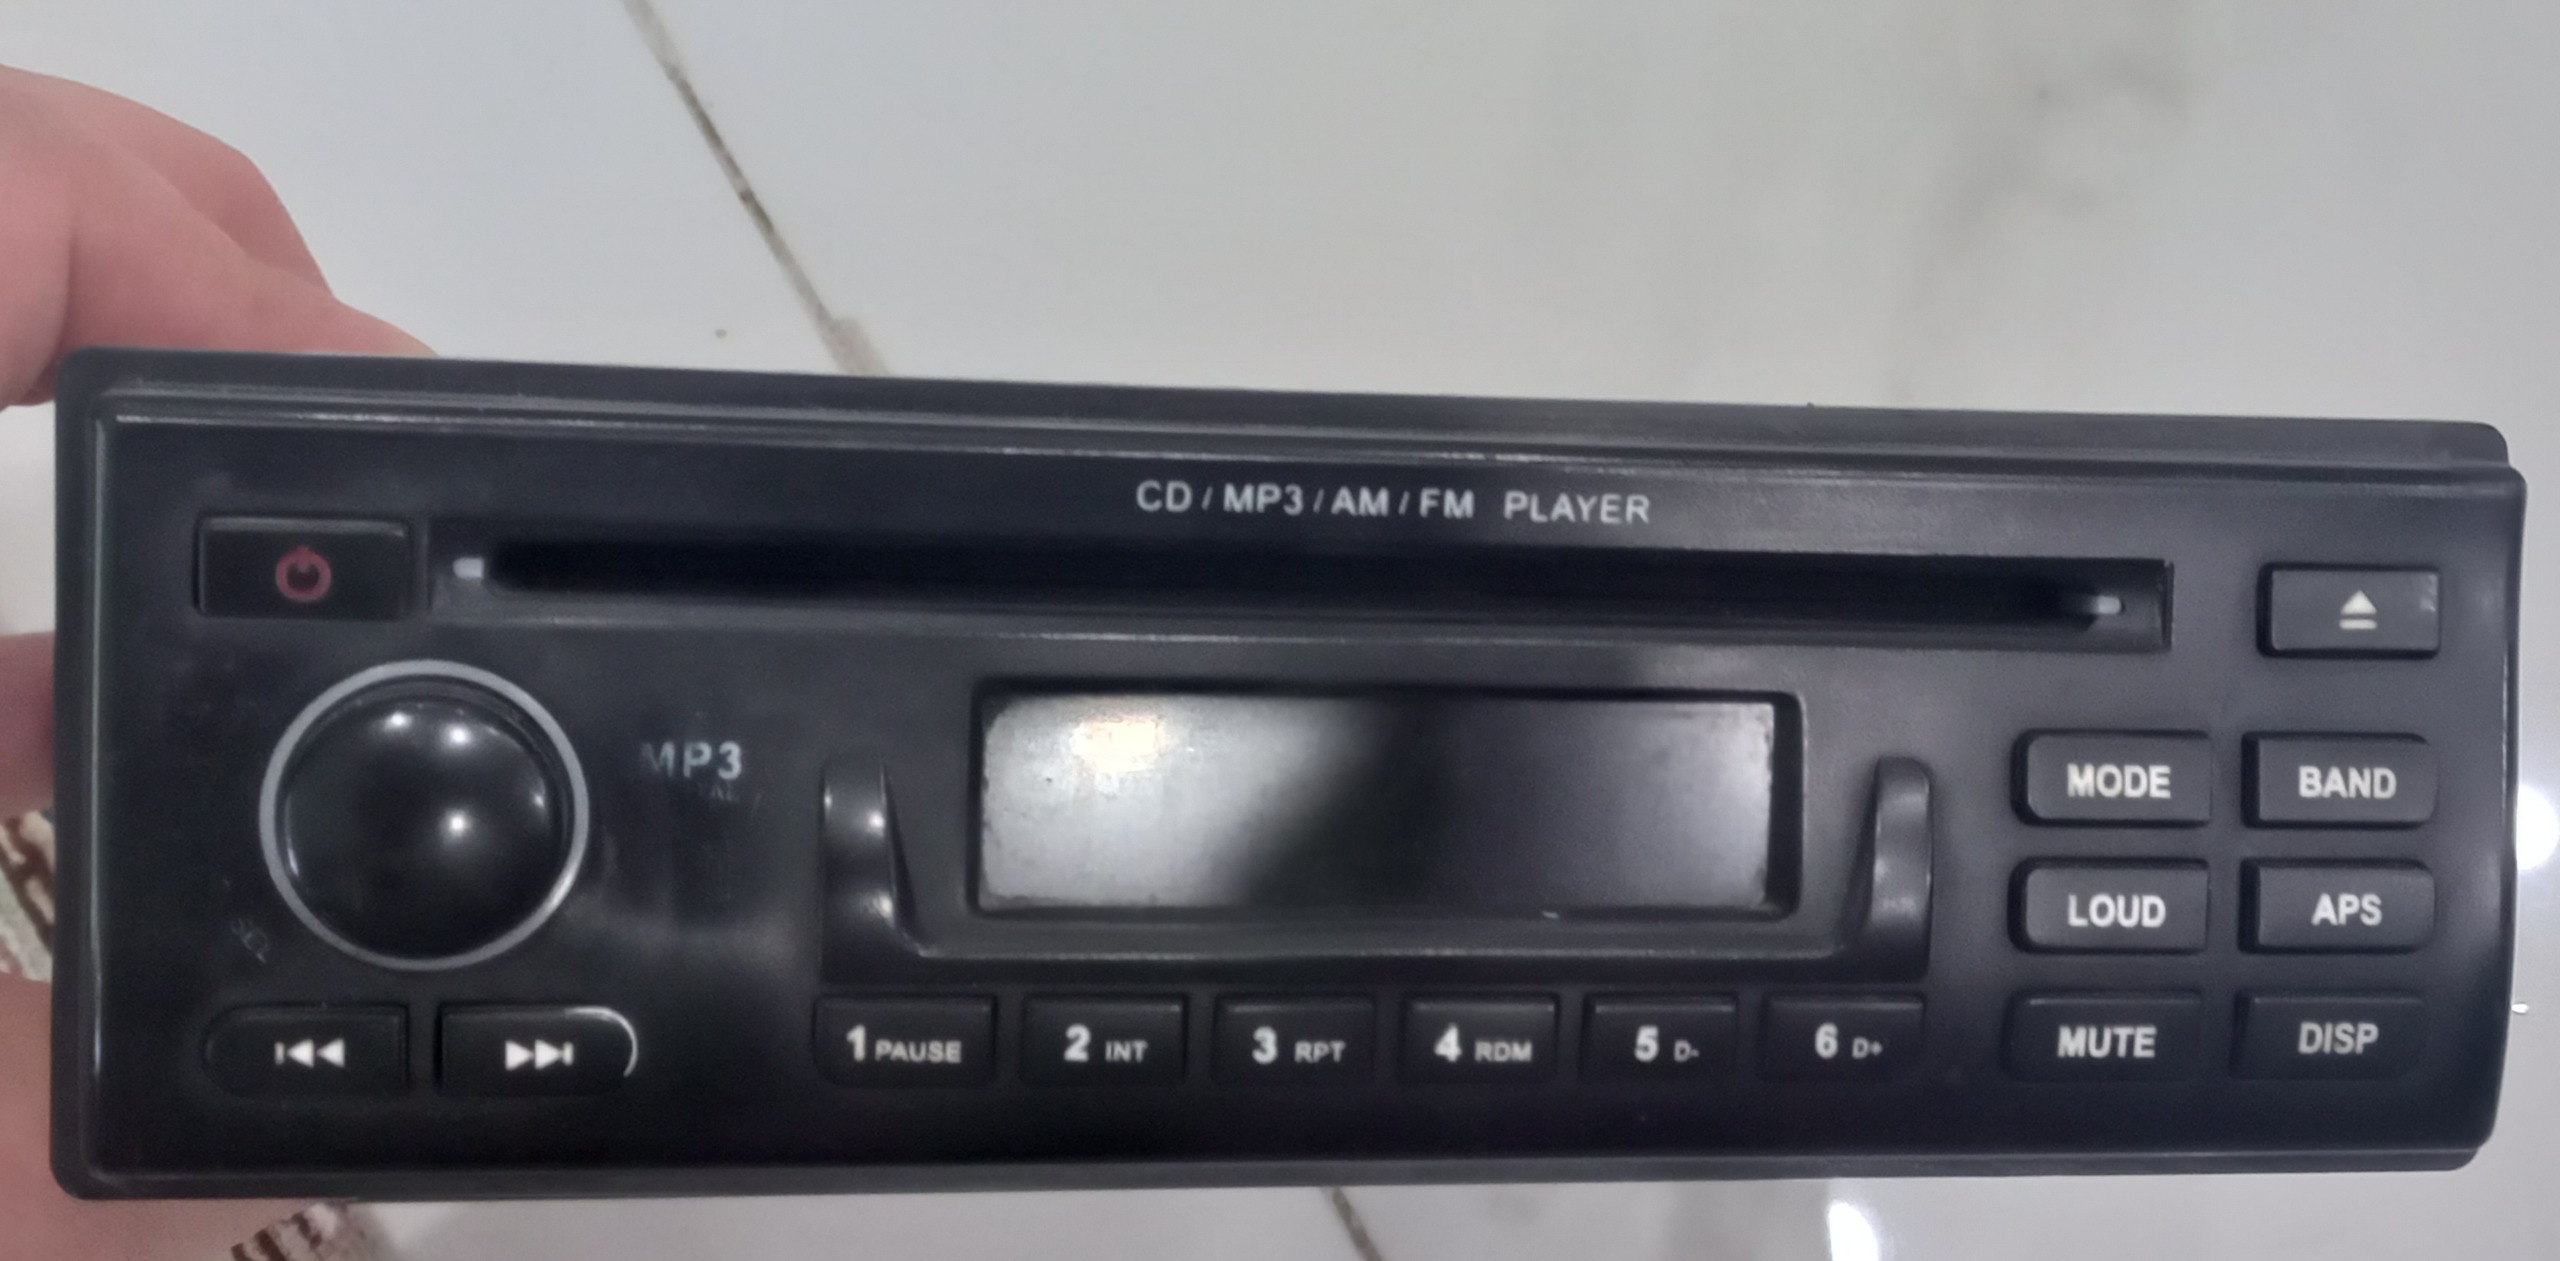 CD / MP3 / AM / FM PLAYER
MP3
MODE BAND
LOUD APS
1 PAUSE 2 INT 3 RPT 4 RDM 5 D- 6 D+ MUTE DISP
SEL